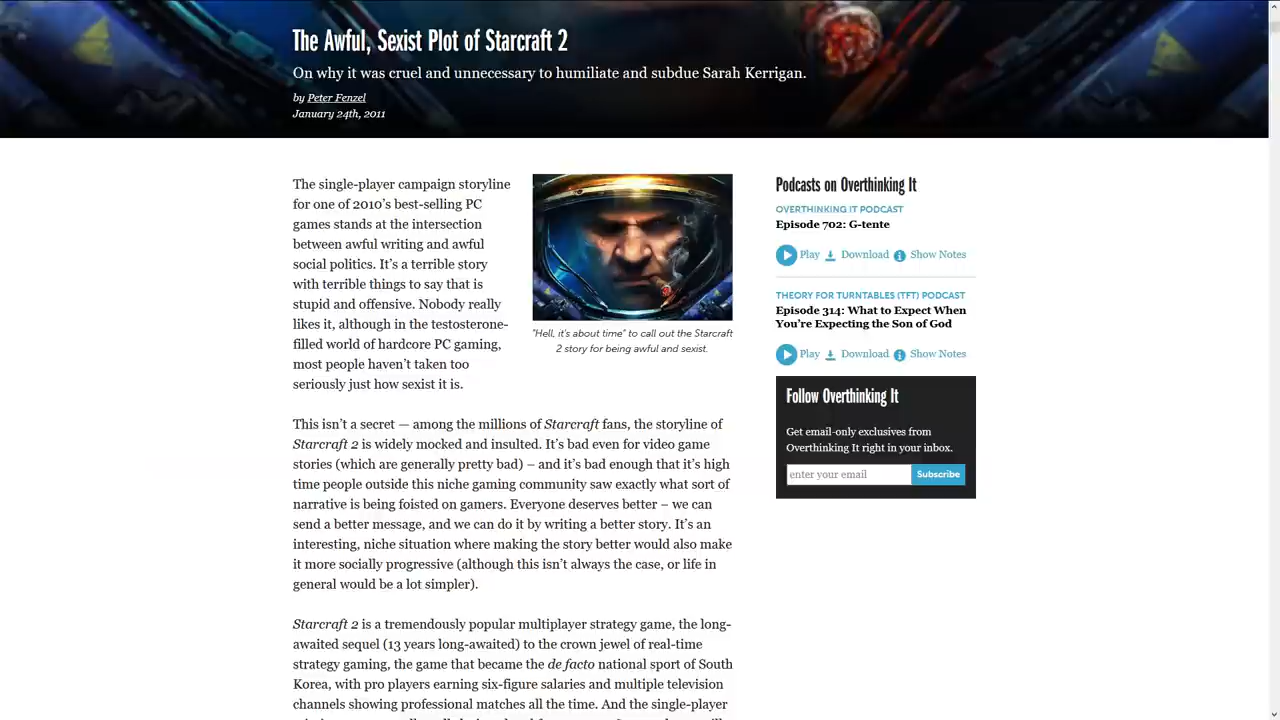 The Awful, Sexist Plot of Starcraft 2
On why it was cruel and unnecessary to humiliate and subdue Sarah Kerrigan.
by Peter Fenzel
January 24th, 2011
The single-player campaign storyline
for one of 2010’s best-selling PC
games stands at the intersection
between awful writing and awful
social politics. It’s a terrible story
with terrible things to say that is
stupid and offensive. Nobody really
likes it, although in the testosterone-
filled world of hardcore PC gaming,
most people haven’t taken too
seriously just how sexist it is.
"Hell, it’s about time" to call out the Starcraft
2 story for being awful and sexist.
This isn’t a secret — among the millions of Starcraft fans, the storyline of
Starcraft 2 is widely mocked and insulted. It’s bad even for video game
stories (which are generally pretty bad) – and it’s bad enough that it’s high
time people outside this niche gaming community saw exactly what sort of
narrative is being foisted on gamers. Everyone deserves better – we can
send a better message, and we can do it by writing a better story. It’s an
interesting, niche situation where making the story better would also make
it more socially progressive (although this isn’t always the case, or life in
general would be a lot simpler).
Starcraft 2 is a tremendously popular multiplayer strategy game, the long-
awaited sequel (13 years long-awaited) to the crown jewel of real-time
strategy gaming, the game that became the de facto national sport of South
Korea, with pro players earning six-figure salaries and multiple television
channels showing professional matches all the time. And the single-player
Podcasts on Overthinking It
OVERTHINKING IT PODCAST
Episode 702: G-tente
Play Download Show Notes
THEORY FOR TURNTABLES (TFT) PODCAST
Episode 314: What to Expect When
You’re Expecting the Son of God
Play Download Show Notes
Follow Overthinking It
Get email-only exclusives from
Overthinking It right in your inbox.
enter your email Subscribe